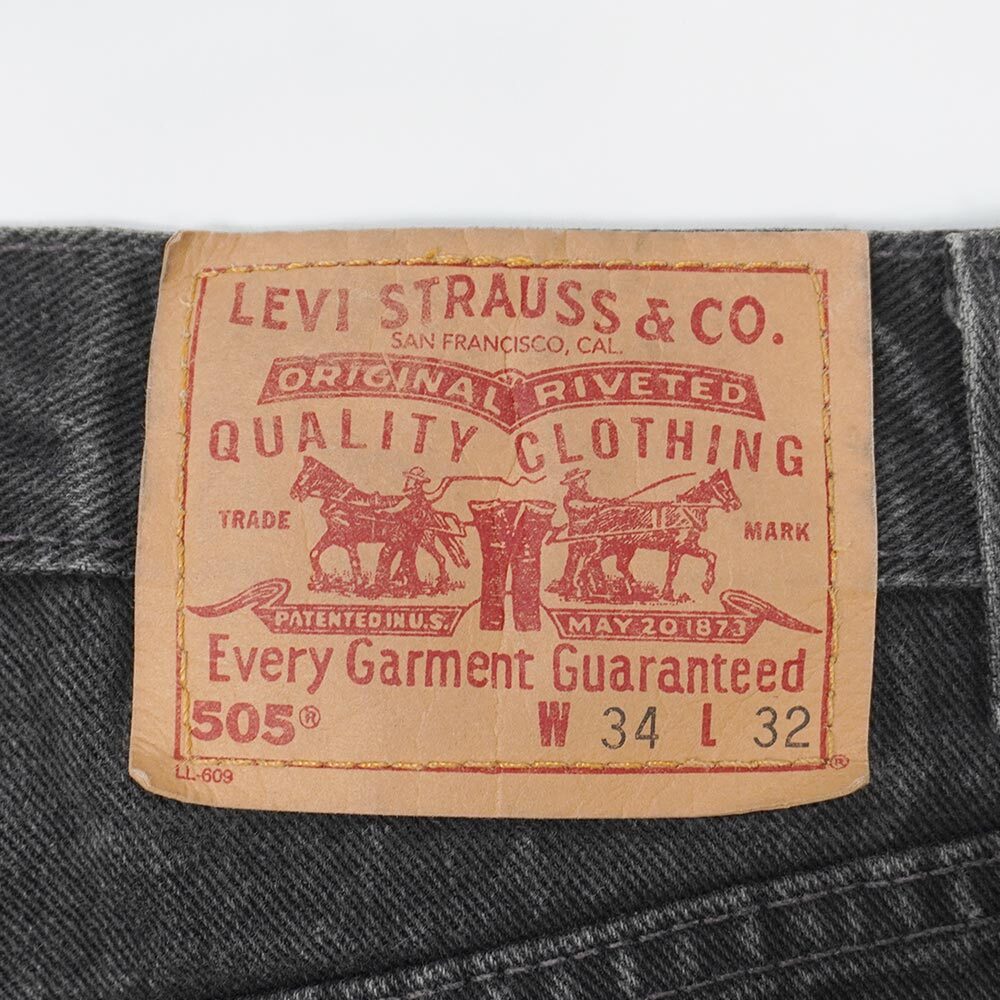 LEVI STRAUSS & CO.
SAN FRANCISCO, CAL.
ORIGINAL RIVETED
QUALITY CLOTHING
TRADE MARK
PATENTED IN U.S. MAY 20 1873
Every Garment Guaranteed
505® W 34 L 32
LL-609 ®